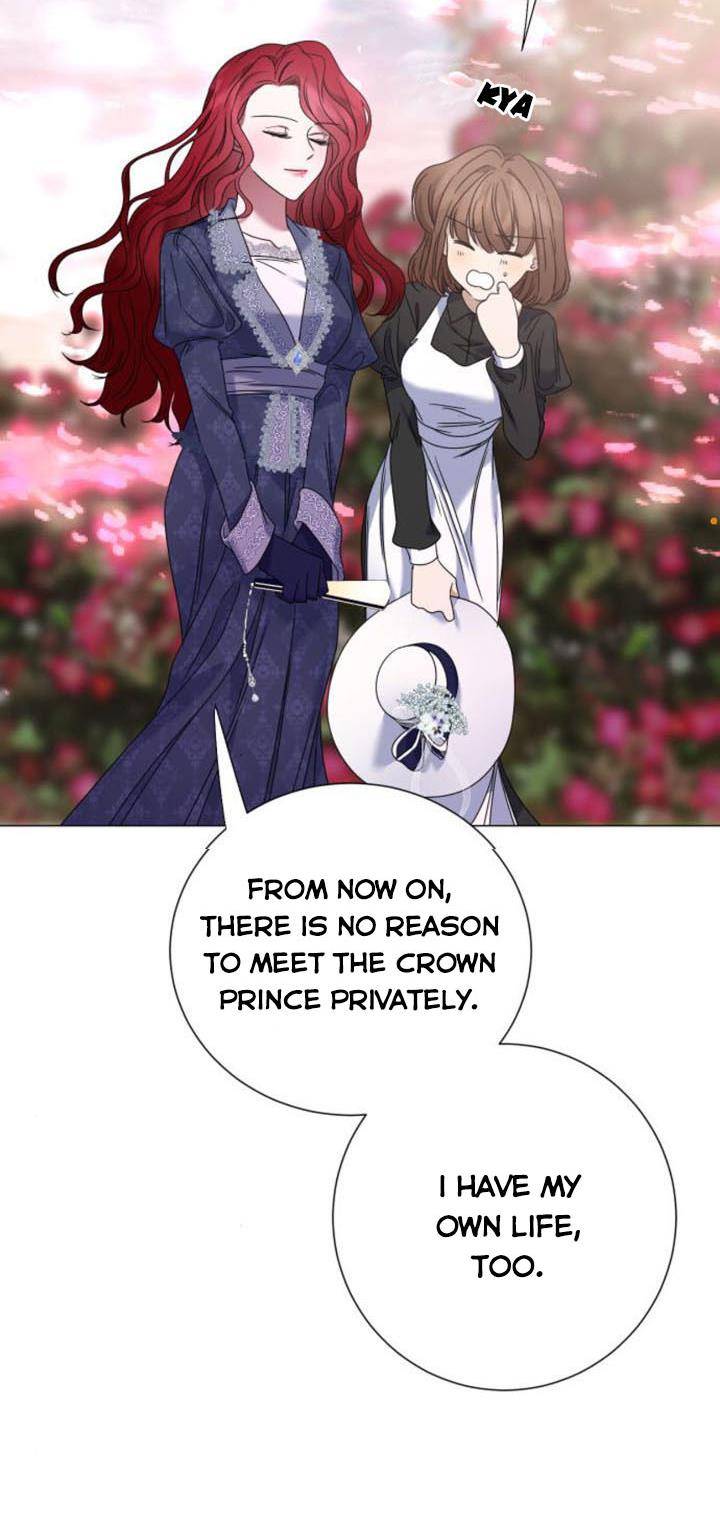 KYA
FROM NOW ON,
THERE IS NO REASON
TO MEET THE CROWN
PRINCE PRIVATELY.
I HAVE MY
OWN LIFE,
TOO.